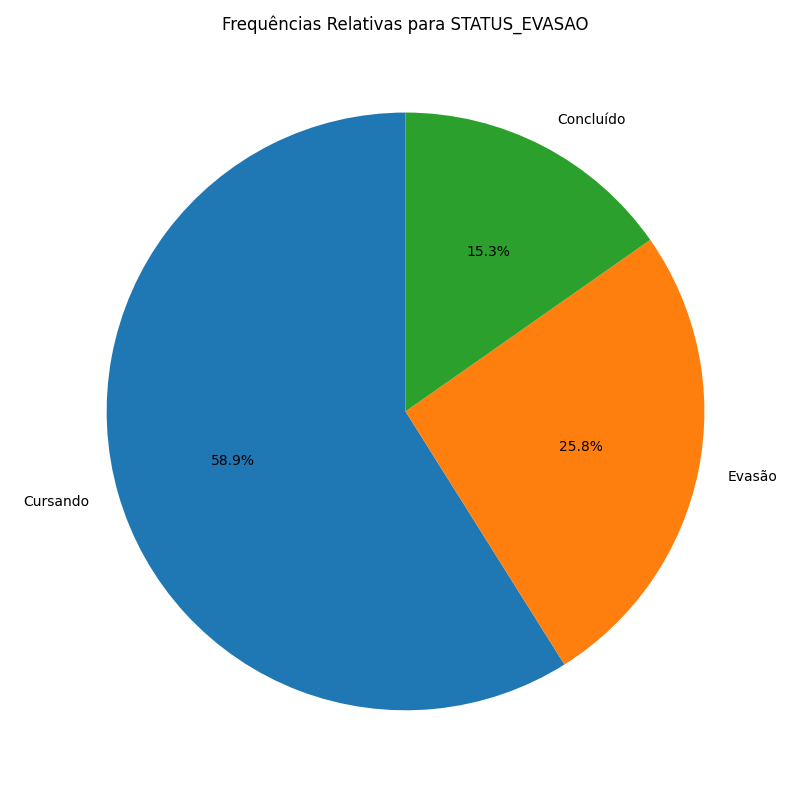 Frequências Relativas para STATUS_EVASAO
Concluído
15.3%
25.8%
58.9%
Evasão
Cursando